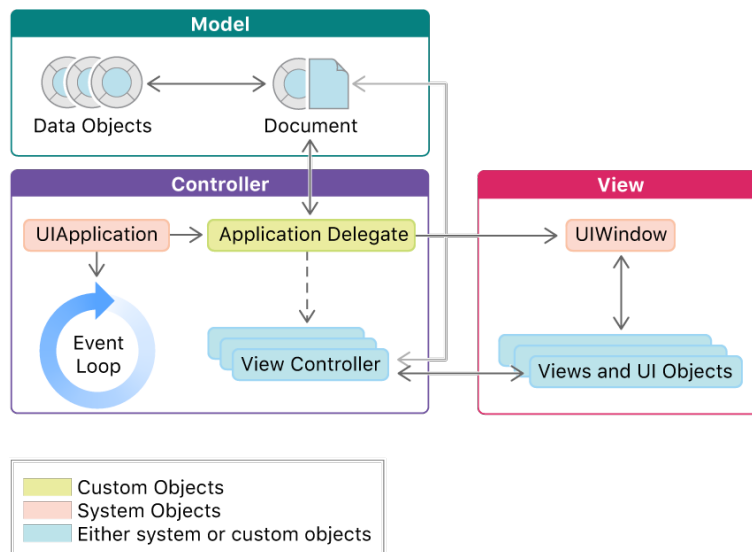 Model
Data Objects
Document
Controller
View
UIApplication
Application Delegate
UIWindow
Event
Loop
View Controller
Views and UI Objects
Custom Objects
System Objects
Either system or custom objects